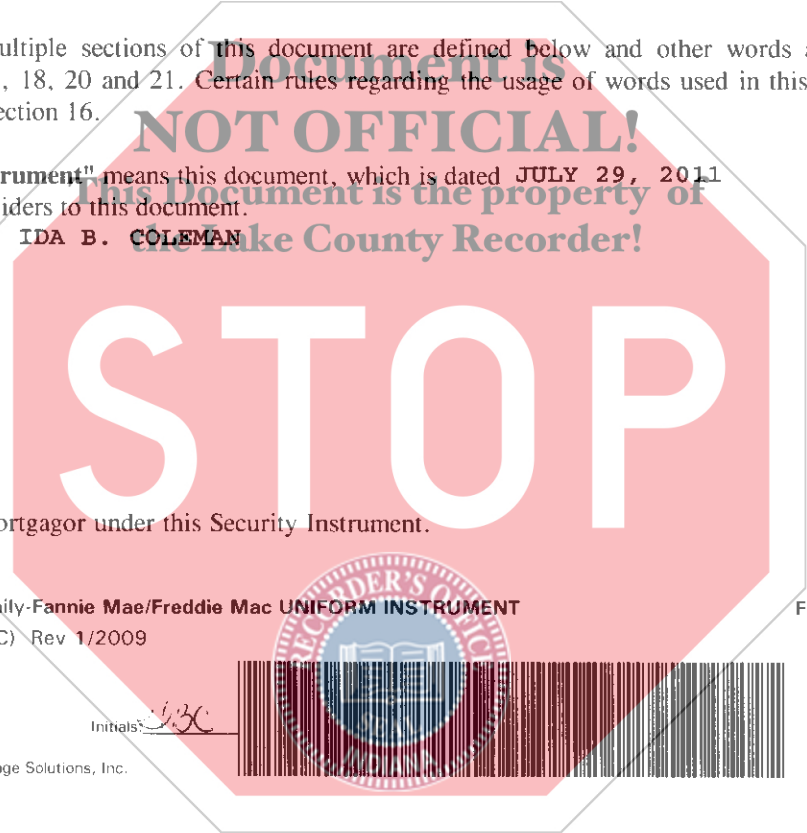 ultiple sections of this document are defined below and other words a
, 18, 20 and 21. Certain rules regarding the usage of words used in this
ection 16.
Document is
NOT OFFICIAL!
This Document is the property of
the Lake County Recorder!
rument" means this document, which is dated JULY 29, 2011
iders to this document.
IDA B. COLEMAN
STOP
ortgagor under this Security Instrument.
ily-Fannie Mae/Freddie Mac UNIFORM INSTRUMENT F
C) Rev 1/2009
RECORDER'S OFFICE
SEAL
INDIANA
Initials:
ge Solutions, Inc.